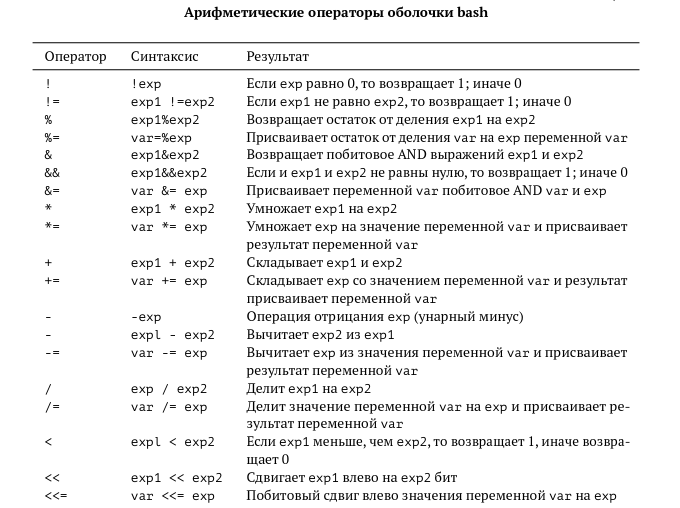 Арифметические операторы оболочки bash
Оператор Синтаксис Результат
! !exp Если exp равно 0, то возвращает 1; иначе 0
!= exp1 !=exp2 Если exp1 не равно exp2, то возвращает 1; иначе 0
% exp1%exp2 Возвращает остаток от деления exp1 на exp2
%= var=%exp Присваивает остаток от деления var на exp переменной var
& exp1&exp2 Возвращает побитовое AND выражений exp1 и exp2
&& exp1&&exp2 Если и exp1 и exp2 не равны нулю, то возвращает 1; иначе 0
&= var &= exp Присваивает переменной var побитовое AND var и exp
* exp1 * exp2 Умножает exp1 на exp2
*= var *= exp Умножает exp на значение переменной var и присваивает
результат переменной var
+ exp1 + exp2 Складывает exp1 и exp2
+= var += exp Складывает exp со значением переменной var и результат
присваивает переменной var
- -exp Операция отрицания exp (унарный минус)
- expl - exp2 Вычитает exp2 из exp1
-= var -= exp Вычитает exp из значения переменной var и присваивает
результат переменной var
/ exp / exp2 Делит exp1 на exp2
/= var /= exp Делит значение переменной var на exp и присваивает ре-
зультат переменной var
< expl < exp2 Если exp1 меньше, чем exp2, то возвращает 1, иначе возвра-
щает 0
<< exp1 << exp2 Сдвигает exp1 влево на exp2 бит
<<= var <<= exp Побитовый сдвиг влево значения переменной var на exp